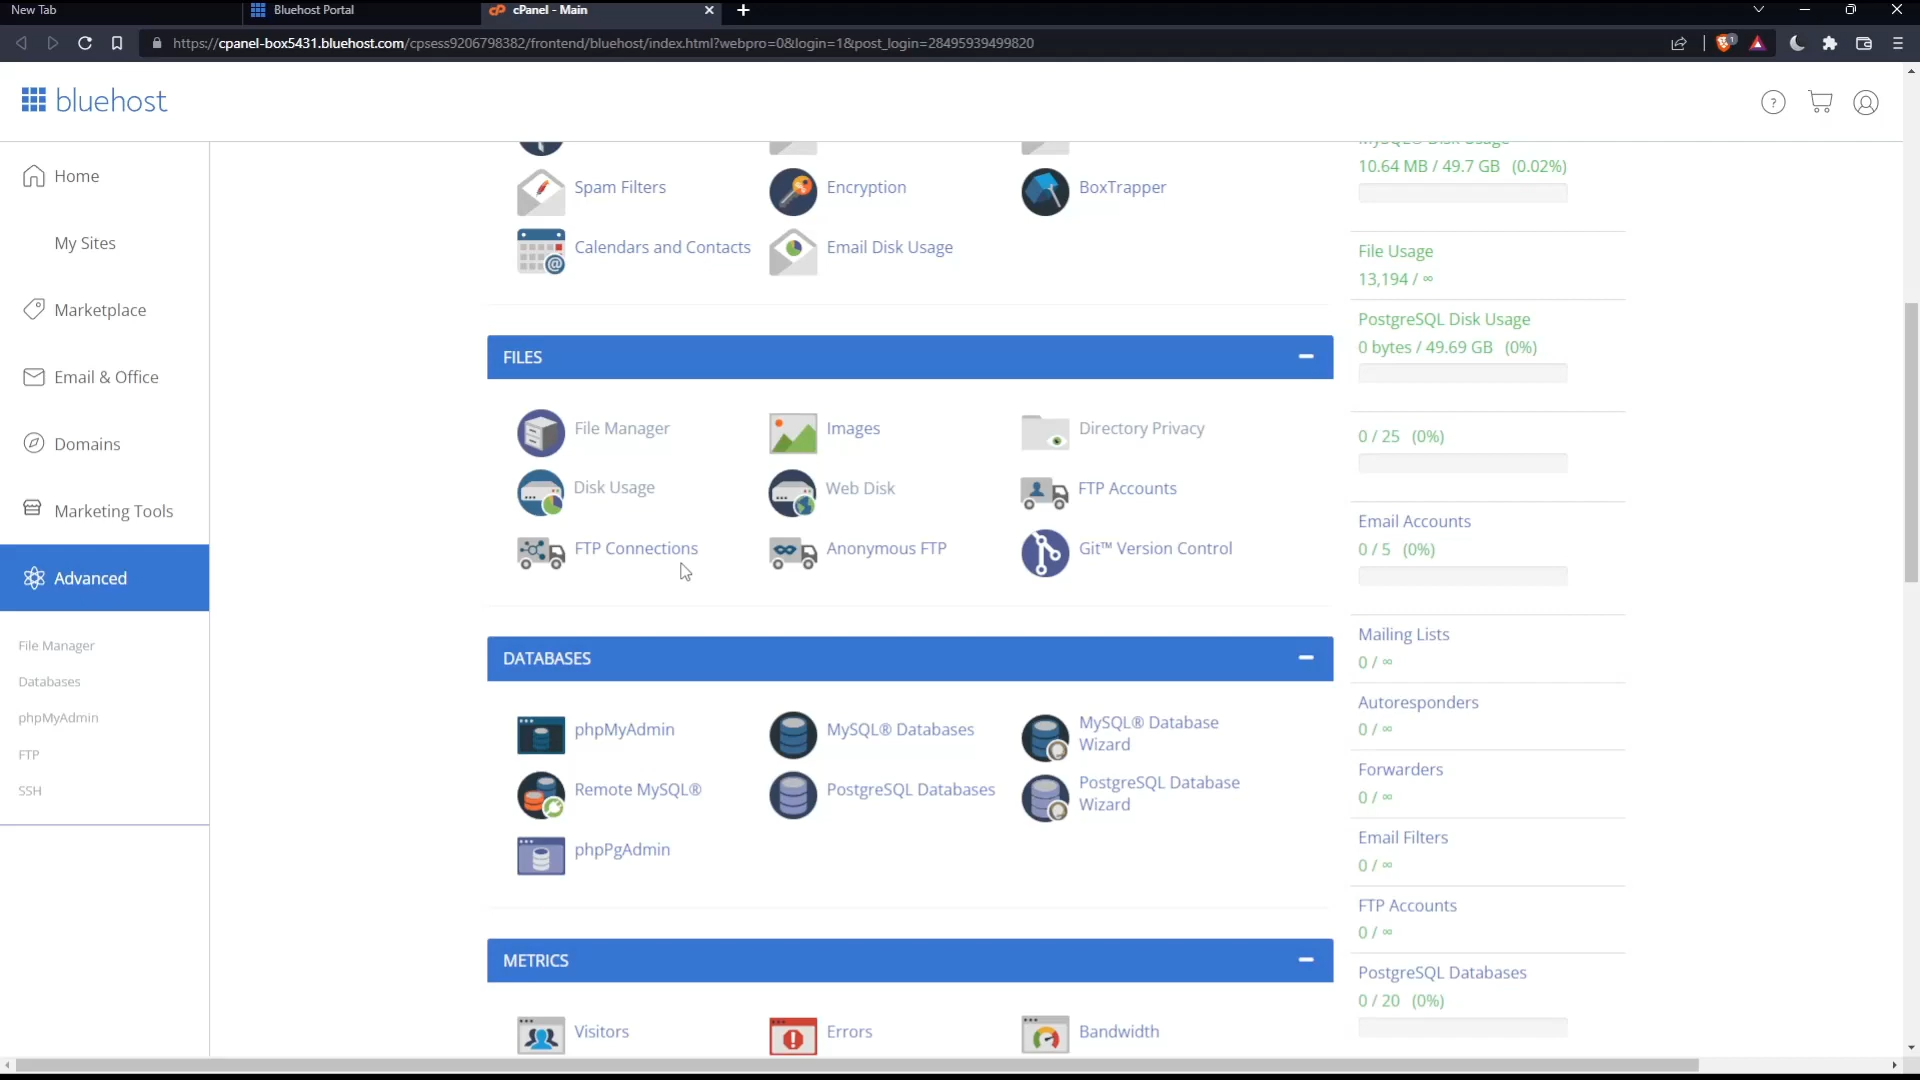 New Tab
Bluehost Portal
cPanel - Main
https://cpanel-box5431.bluehost.com/cpsess9206798382/frontend/bluehost/index.html?webpro=0&login=1&post_login=28495939499820
bluehost
Home
My Sites
Marketplace
Email & Office
Domains
Marketing Tools
Advanced
File Manager
Databases
phpMyAdmin
FTP
SSH
Spam Filters
Encryption
BoxTrapper
Calendars and Contacts
Email Disk Usage
FILES
File Manager
Images
Directory Privacy
Disk Usage
Web Disk
FTP Accounts
FTP Connections
Anonymous FTP
Git™ Version Control
DATABASES
phpMyAdmin
MySQL® Databases
MySQL® Database
Wizard
Remote MySQL®
PostgreSQL Databases
PostgreSQL Database
Wizard
phpPgAdmin
METRICS
Visitors
Errors
Bandwidth
MySQL® Disk Usage
10.64 MB / 49.7 GB (0.02%)
File Usage
13,194 / ∞
PostgreSQL Disk Usage
0 bytes / 49.69 GB (0%)
0 / 25 (0%)
Email Accounts
0 / 5 (0%)
Mailing Lists
0 / ∞
Autoresponders
0 / ∞
Forwarders
0 / ∞
Email Filters
0 / ∞
FTP Accounts
0 / ∞
PostgreSQL Databases
0 / 20 (0%)